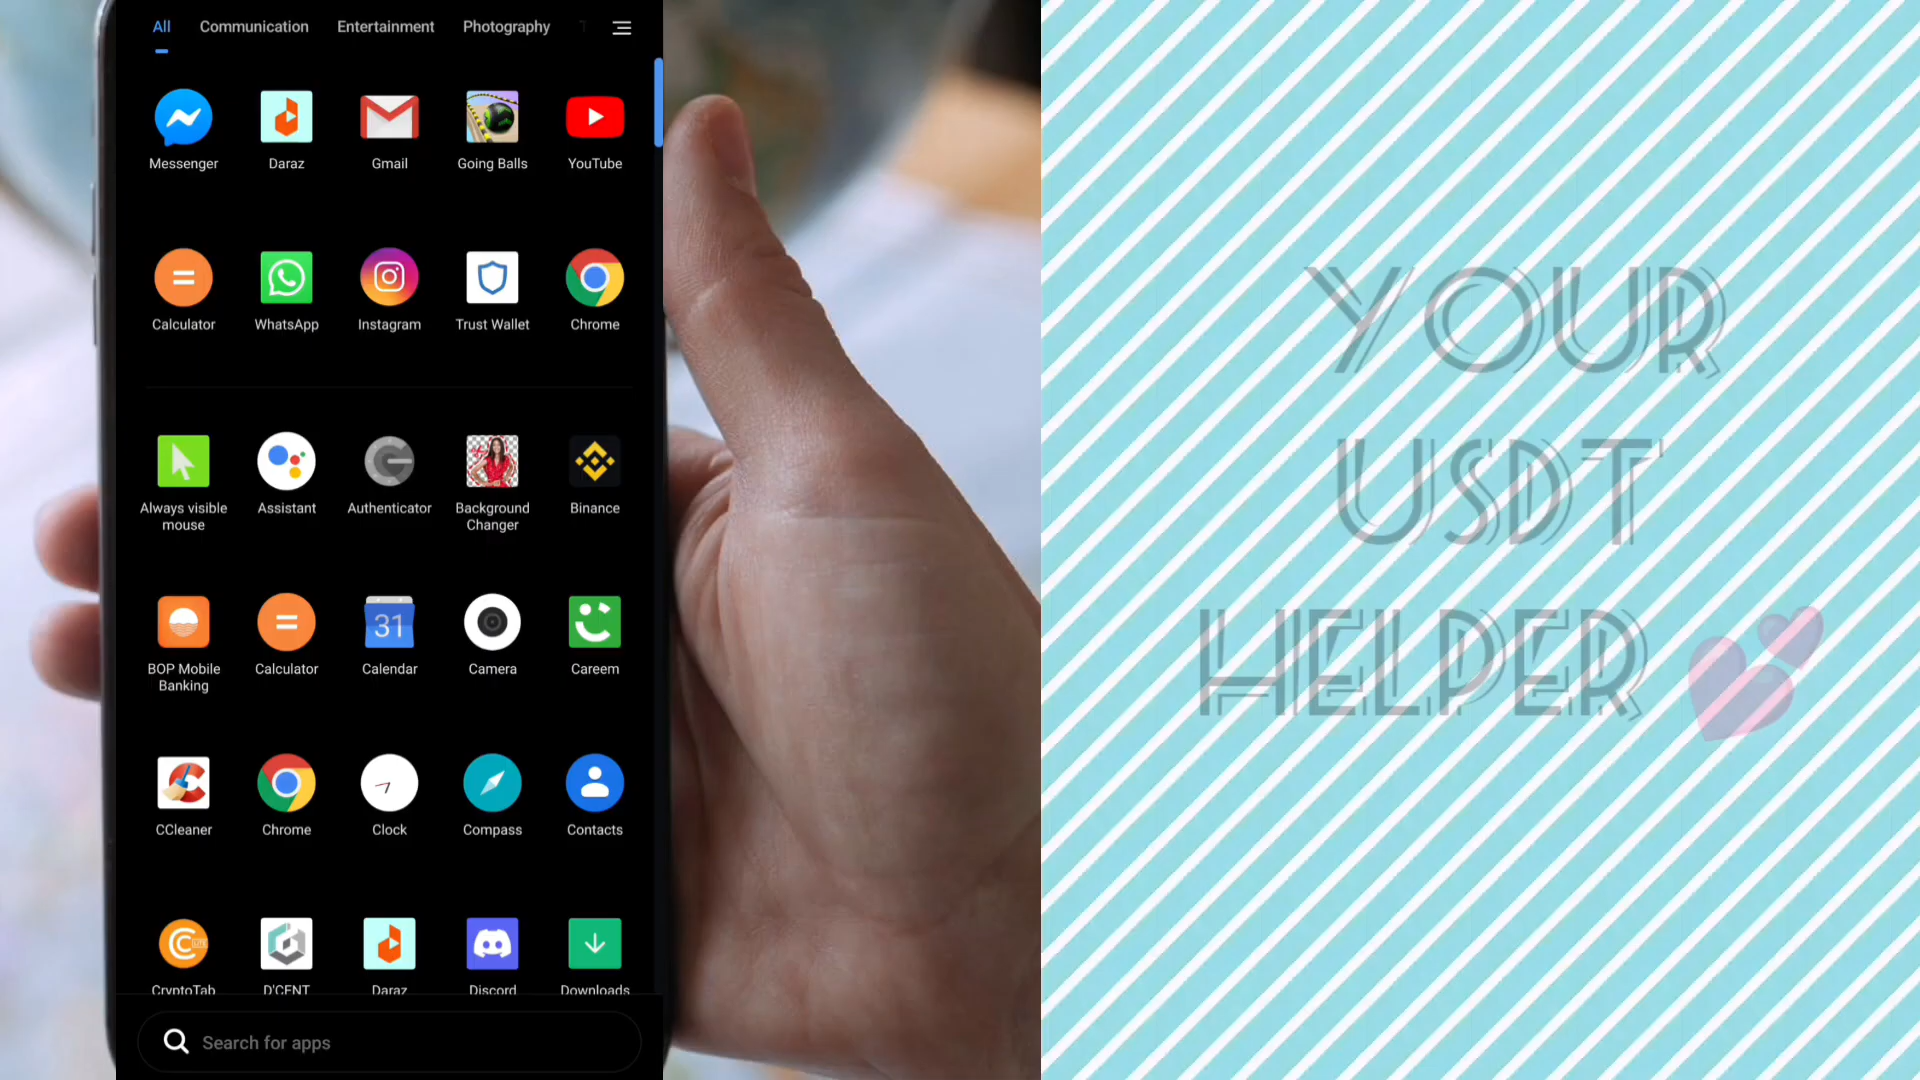 All Communication Entertainment Photography
Messenger Daraz Gmail Going Balls YouTube
Calculator WhatsApp Instagram Trust Wallet Chrome
Always visible mouse Assistant Authenticator Background Changer Binance
31
BOP Mobile Banking Calculator Calendar Camera Careem
CCleaner Chrome Clock Compass Contacts
CryptoTab D'CENT Daraz Discord Downloads
Search for apps
YOUR
USDT
HELPER